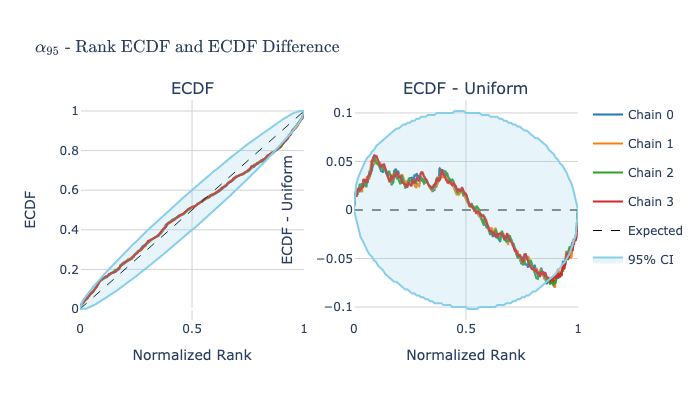 α₉₅ - Rank ECDF and ECDF Difference
ECDF
ECDF - Uniform
1
0.8
0.6
0.4
0.2
0
ECDF
0
0.5
1
Normalized Rank
0.1
0.05
0
−0.05
−0.1
ECDF - Uniform
0
0.5
1
Normalized Rank
Chain 0
Chain 1
Chain 2
Chain 3
Expected
95% CI